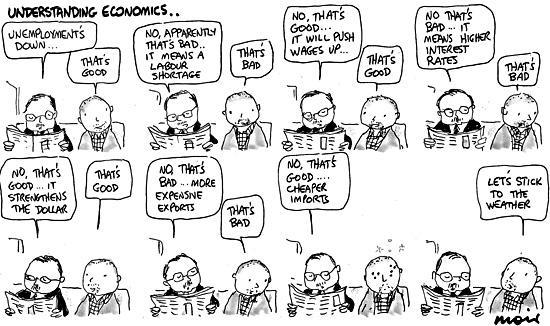 UNDERSTANDING ECONOMICS..
UNEMPLOYMENT'S
DOWN...
THAT'S
GOOD
NO, APPARENTLY
THAT'S BAD..
IT MEANS A
LABOUR
SHORTAGE
THAT'S
BAD
NO, THAT'S
GOOD...
IT WILL PUSH
WAGES UP...
THAT'S
GOOD
NO THAT'S
BAD... IT
MEANS HIGHER
INTEREST
RATES
THAT'S
BAD
NO, THAT'S
GOOD... IT
STRENGTHENS
THE DOLLAR
THAT'S
GOOD
NO, THAT'S
BAD... MORE
EXPENSIVE
EXPORTS
THAT'S
BAD
NO, THAT'S
GOOD....
CHEAPER
IMPORTS
LET'S STICK
TO THE
WEATHER
moir